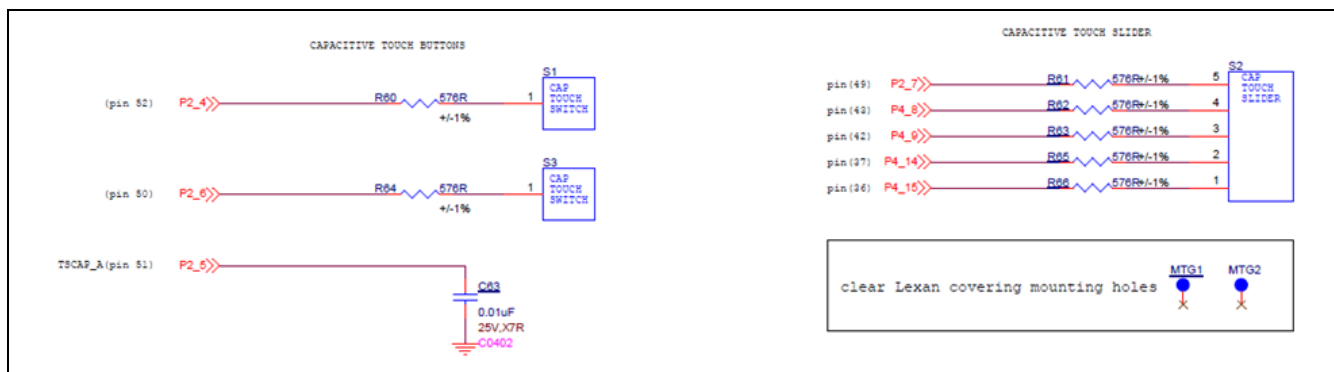 CAPACITIVE TOUCH BUTTONS
S1
(pin 52) P2_4 R60 576R 1 CAP
TOUCH
SWITCH
+/-1%
S3
(pin 50) P2_6 R64 576R 1 CAP
TOUCH
SWITCH
+/-1%
TSCAP_A(pin 51) P2_5
C63
0.01uF
25V,X7R
C0402
CAPACITIVE TOUCH SLIDER
S2
pin(49) P2_7 R61 576R+/-1% 5 CAP
TOUCH
SLIDER
pin(43) P4_8 R62 576R+/-1% 4
pin(42) P4_9 R63 576R+/-1% 3
pin(37) P4_14 R65 576R+/-1% 2
pin(36) P4_15 R66 576R+/-1% 1
clear Lexan covering mounting holes MTG1 MTG2